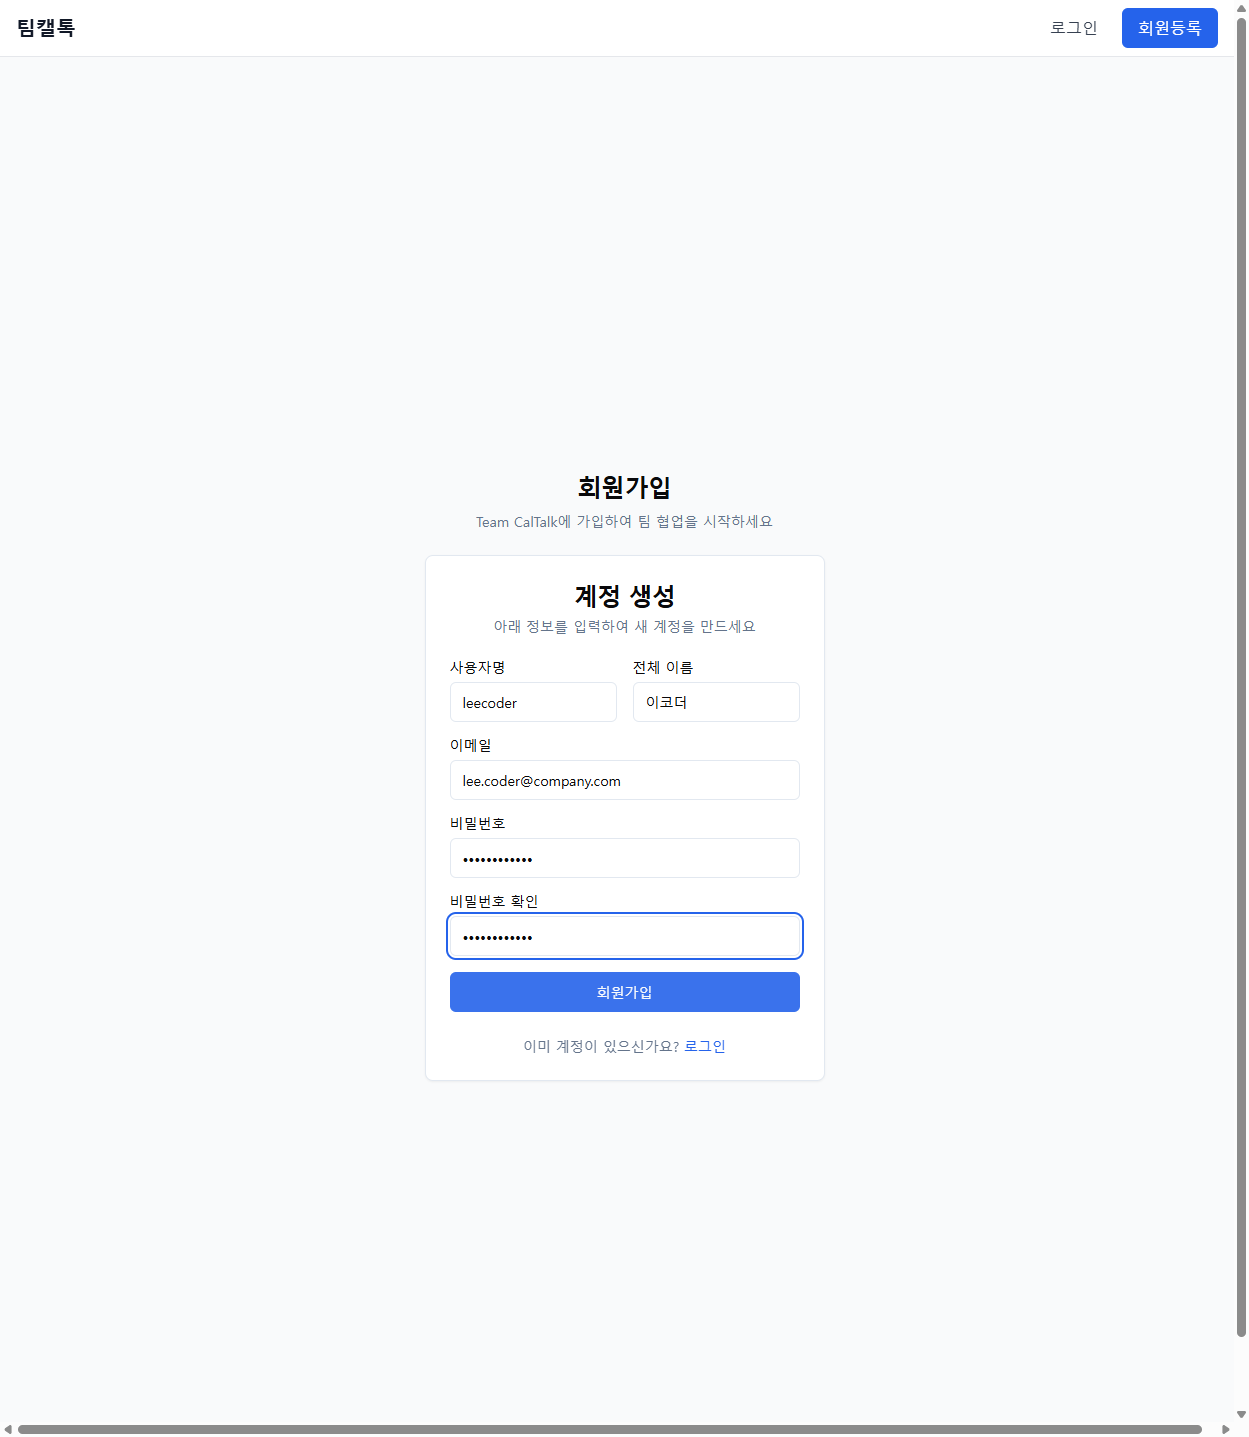 팀캘톡
로그인
회원등록
회원가입
Team CalTalk에 가입하여 팀 협업을 시작하세요
계정 생성
아래 정보를 입력하여 새 계정을 만드세요
사용자명
전체 이름
leecoder
이코더
이메일
lee.coder@company.com
비밀번호
••••••••••••
비밀번호 확인
••••••••••••
회원가입
이미 계정이 있으신가요? 로그인